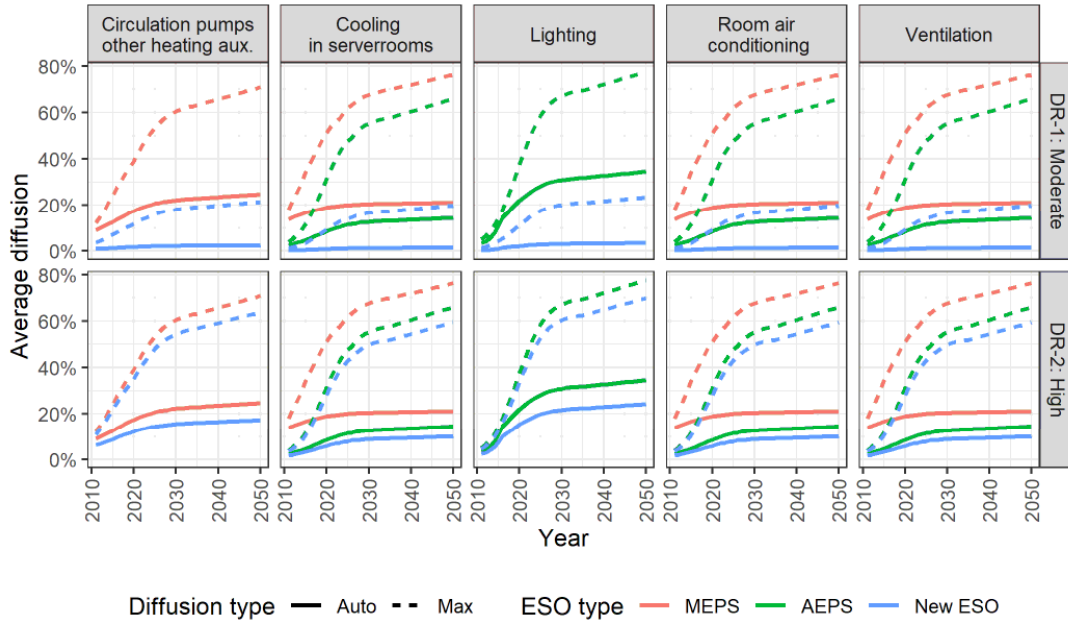 Circulation pumps
other heating aux.
Cooling
in serverrooms
Lighting
Room air
conditioning
Ventilation
80%
60%
40%
20%
0%
DR-1: Moderate
Average diffusion
80%
60%
40%
20%
0%
DR-2: High
2010 2020 2030 2040 2050 2010 2020 2030 2040 2050 2010 2020 2030 2040 2050 2010 2020 2030 2040 2050 2010 2020 2030 2040 2050
Year
Diffusion type Auto Max ESO type MEPS AEPS New ESO